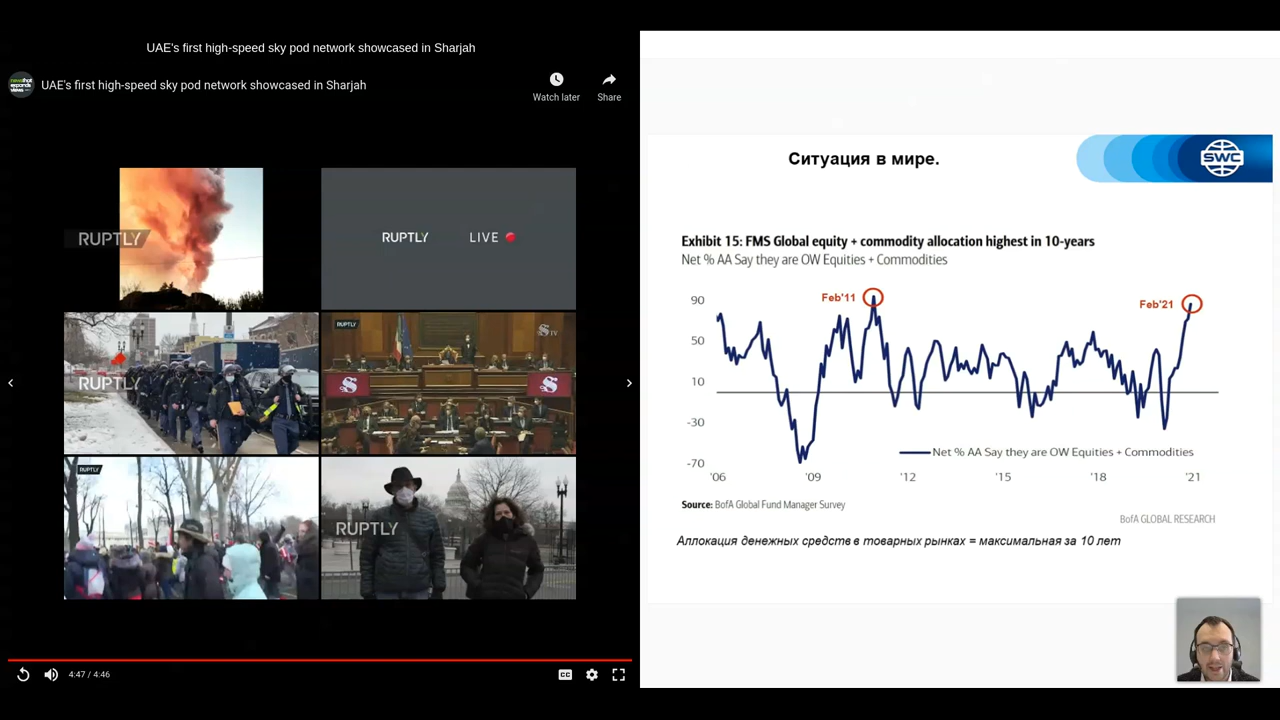 UAE's first high-speed sky pod network showcased in Sharjah
UAE's first high-speed sky pod network showcased in Sharjah
Watch later
Share
RUPTLY
RUPTLY
LIVE
RUPTLY
RUPTLY
S TV
S
S
RUPTLY
RUPTLY
4:47 / 4:46
CC
Ситуация в мире.
SWC
Exhibit 15: FMS Global equity + commodity allocation highest in 10-years
Net % AA Say they are OW Equities + Commodities
Feb'11
Feb'21
90
50
10
-30
-70
Net % AA Say they are OW Equities + Commodities
'06
'09
'12
'15
'18
'21
Source: BofA Global Fund Manager Survey
BofA GLOBAL RESEARCH
Аллокация денежных средств в товарных рынках = максимальная за 10 лет